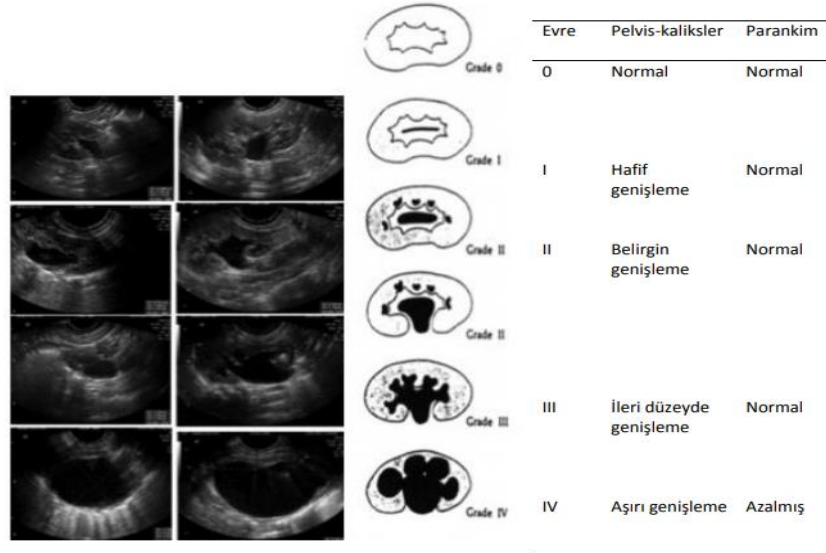 Grade 0
Grade I
Grade II
Grade II
Grade III
Grade IV
Evre Pelvis-kaliksler Parankim
0 Normal Normal
I Hafif genişleme Normal
II Belirgin genişleme Normal
III İleri düzeyde genişleme Normal
IV Aşırı genişleme Azalmış